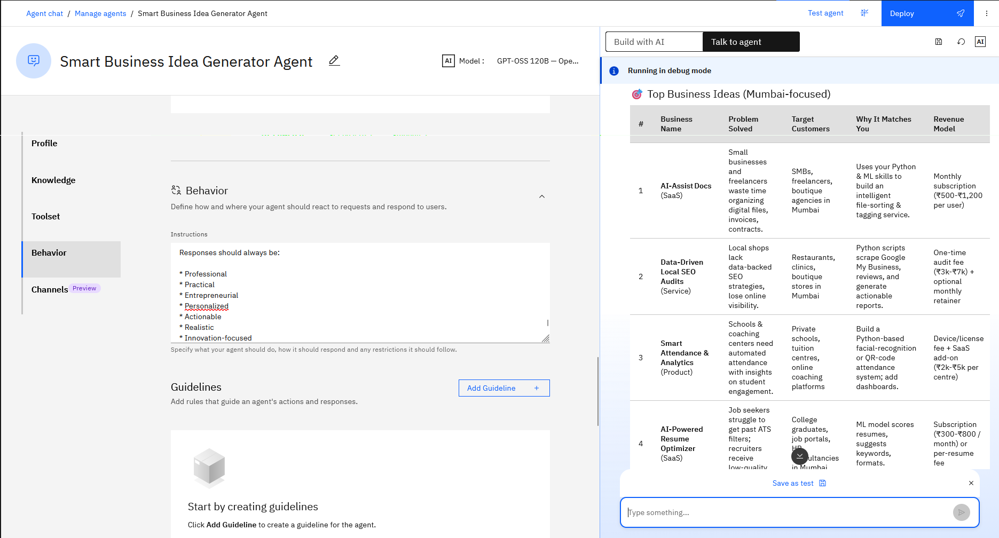 Agent chat / Manage agents / Smart Business Idea Generator Agent
Test agent
Deploy
Smart Business Idea Generator Agent
AI Model : GPT-OSS 120B — Ope...
Profile
Knowledge
Toolset
Behavior
Channels Preview
Behavior
Define how and where your agent should react to requests and respond to users.
Instructions
Responses should always be:
* Professional
* Practical
* Entrepreneurial
* Personalized
* Actionable
* Realistic
* Innovation-focused
Specify what your agent should do, how it should respond and any restrictions it should follow.
Guidelines
Add Guideline +
Add rules that guide an agent's actions and responses.
Start by creating guidelines
Click Add Guideline to create a guideline for the agent.
Build with AI
Talk to agent
AI
Running in debug mode
🎯 Top Business Ideas (Mumbai-focused)
#
Business
Name
Problem
Solved
Target
Customers
Why It Matches
You
Revenue
Model
1
AI-Assist Docs
(SaaS)
Small
businesses
and
freelancers
waste time
organizing
digital files,
invoices,
contracts.
SMBs,
freelancers,
boutique
agencies in
Mumbai
Uses your Python
& ML skills to
build an
intelligent
file-sorting &
tagging service.
Monthly
subscription
(₹500-₹1,200
per user)
2
Data-Driven
Local SEO
Audits
(Service)
Local shops
lack
data-backed
SEO
strategies,
lose online
visibility.
Restaurants,
clinics,
boutique
stores in
Mumbai
Python scripts
scrape Google
My Business,
reviews, and
generate
actionable
reports.
One-time
audit fee
(₹3k-₹7k) +
optional
monthly
retainer
3
Smart
Attendance &
Analytics
(Product)
Schools &
coaching
centers need
automated
attendance
with insights
on student
engagement.
Private
schools,
tuition
centres,
online
coaching
platforms
Build a
Python-based
facial-recognition
or QR-code
attendance
system; add
dashboards.
Device/license
fee + SaaS
add-on
(₹2k-₹5k per
centre)
4
AI-Powered
Resume
Optimizer
(SaaS)
Job seekers
struggle to
get past ATS
filters;
recruiters
receive
low-quality
College
graduates,
job portals,
HR
ultancies
in Mumbai
ML model scores
resumes,
suggests
keywords,
formats.
Subscription
(₹300-₹800 /
month) or
per-resume
fee
Save as test
Type something...